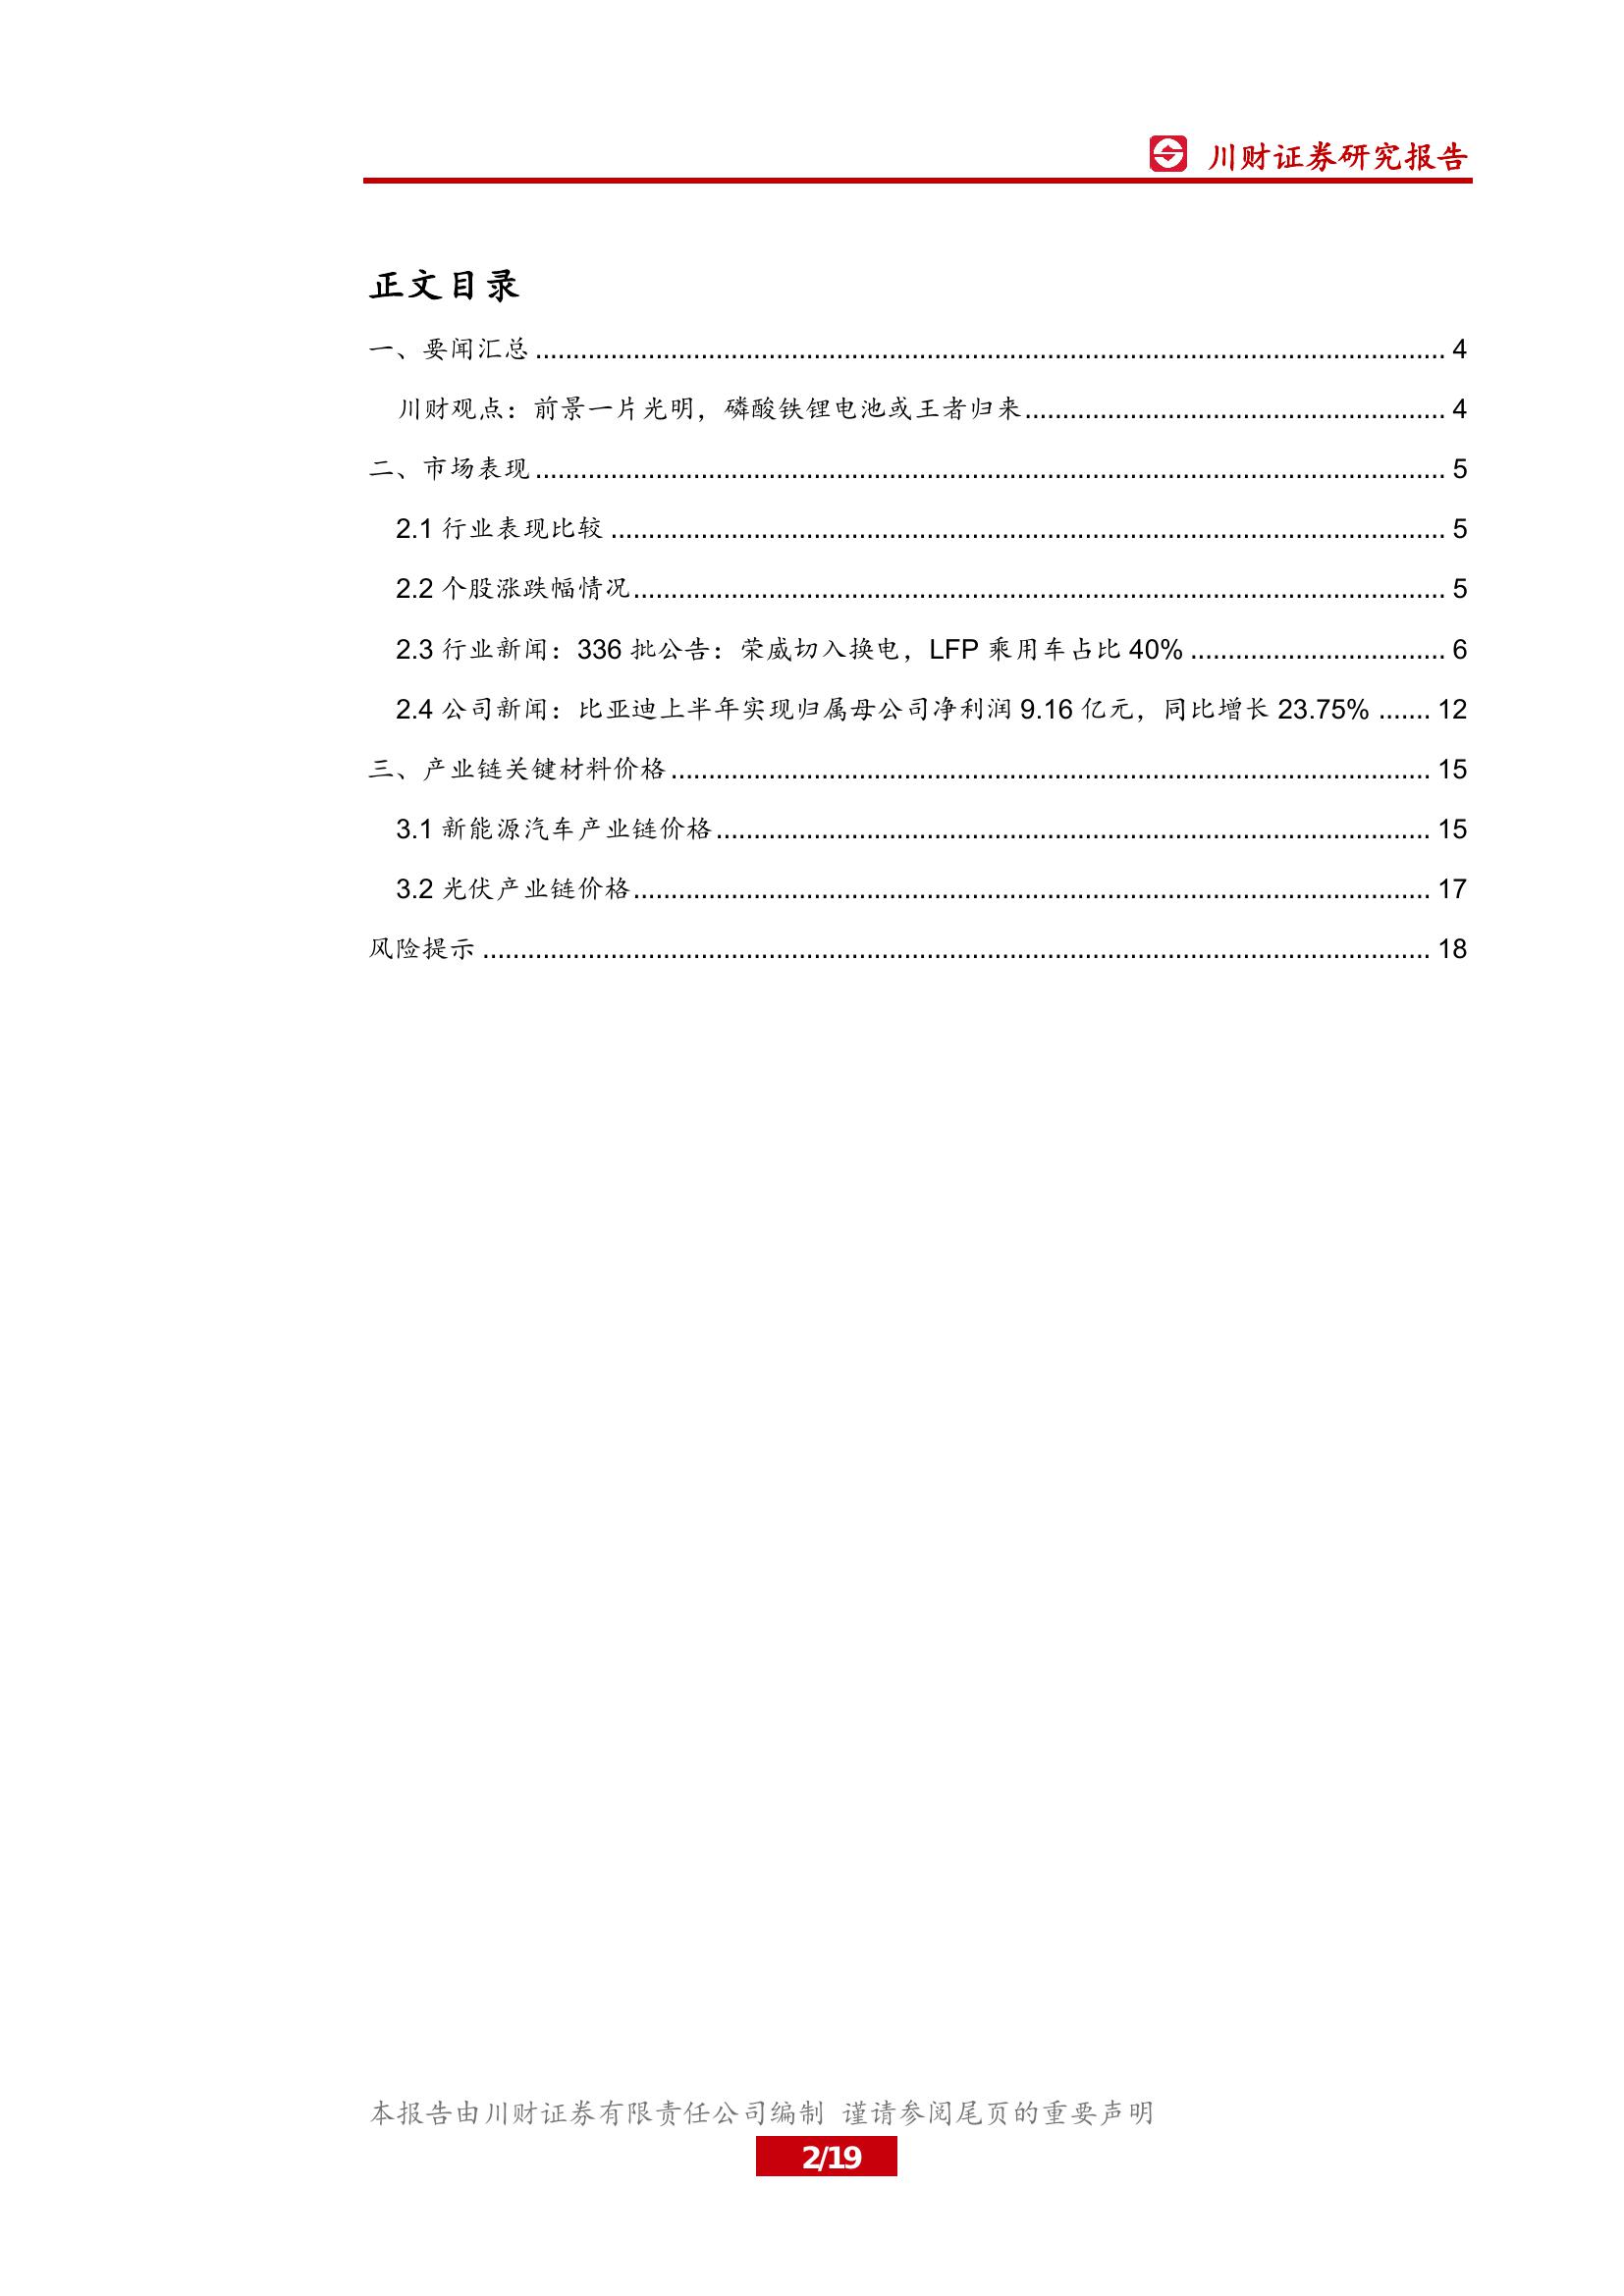 川财证券研究报告
正文目录
一、要闻汇总 ........................................ 4
川财观点：前景一片光明，磷酸铁锂电池或王者归来 ........................................ 4
二、市场表现 ........................................ 5
2.1 行业表现比较 ........................................ 5
2.2 个股涨跌幅情况 ........................................ 5
2.3 行业新闻：336 批公告：荣威切入换电，LFP 乘用车占比 40% ........................................ 6
2.4 公司新闻：比亚迪上半年实现归属母公司净利润 9.16 亿元，同比增长 23.75% ....... 12
三、产业链关键材料价格 ........................................ 15
3.1 新能源汽车产业链价格 ........................................ 15
3.2 光伏产业链价格 ........................................ 17
风险提示 ........................................ 18
本报告由川财证券有限责任公司编制 谨请参阅尾页的重要声明
2/19